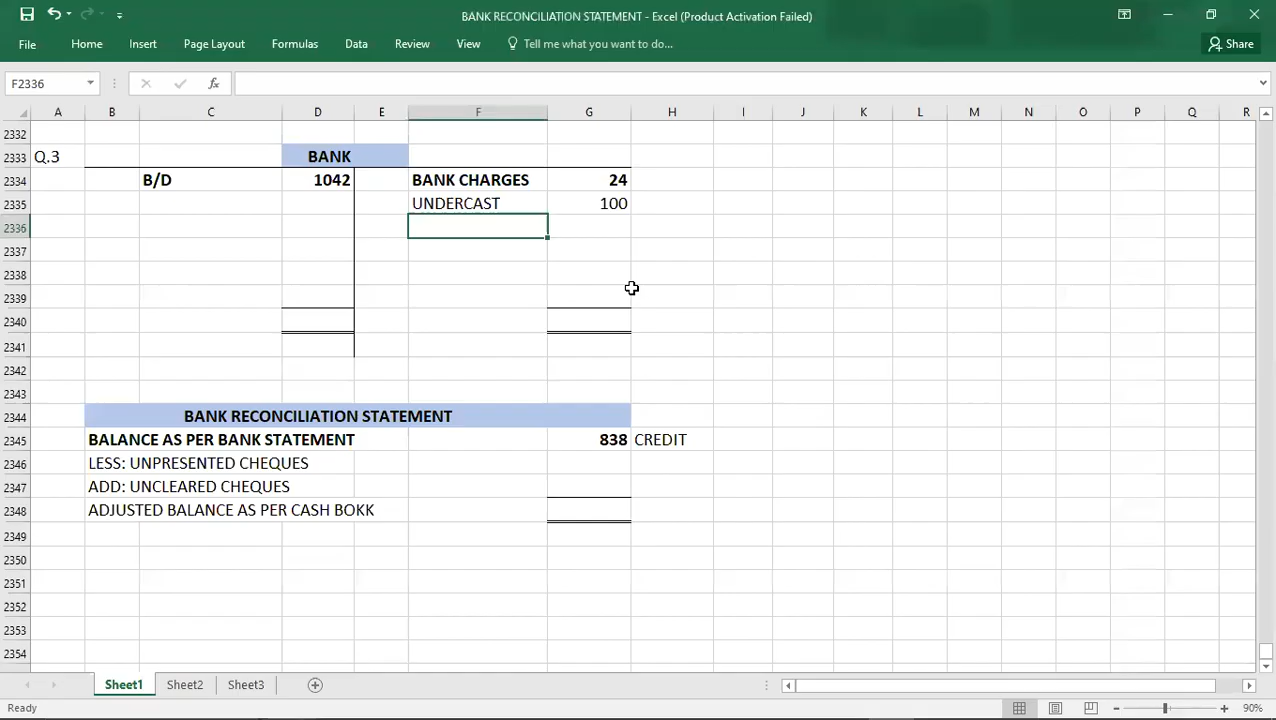 BANK RECONCILIATION STATEMENT - Excel (Product Activation Failed)
File Home Insert Page Layout Formulas Data Review View Tell me what you want to do... Share
F2336 fx
A B C D E F G H I J K L M N O P Q R
2332
2333 Q.3 BANK
2334 B/D 1042 BANK CHARGES 24
2335 UNDERCAST 100
2336
2337
2338
2339
2340
2341
2342
2343
2344 BANK RECONCILIATION STATEMENT
2345 BALANCE AS PER BANK STATEMENT 838 CREDIT
2346 LESS: UNPRESENTED CHEQUES
2347 ADD: UNCLEARED CHEQUES
2348 ADJUSTED BALANCE AS PER CASH BOKK
2349
2350
2351
2352
2353
2354
Sheet1 Sheet2 Sheet3
Ready 90%